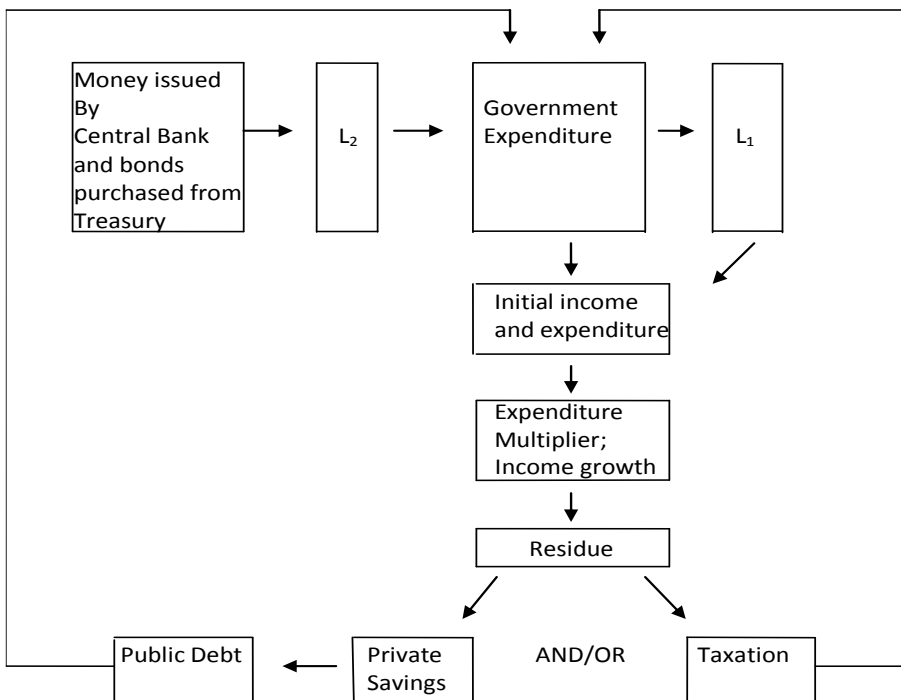 Money issued
By
Central Bank
and bonds
purchased from
Treasury
L₂
Government
Expenditure
L₁
Initial income
and expenditure
Expenditure
Multiplier;
Income growth
Residue
Public Debt
Private
Savings
AND/OR
Taxation